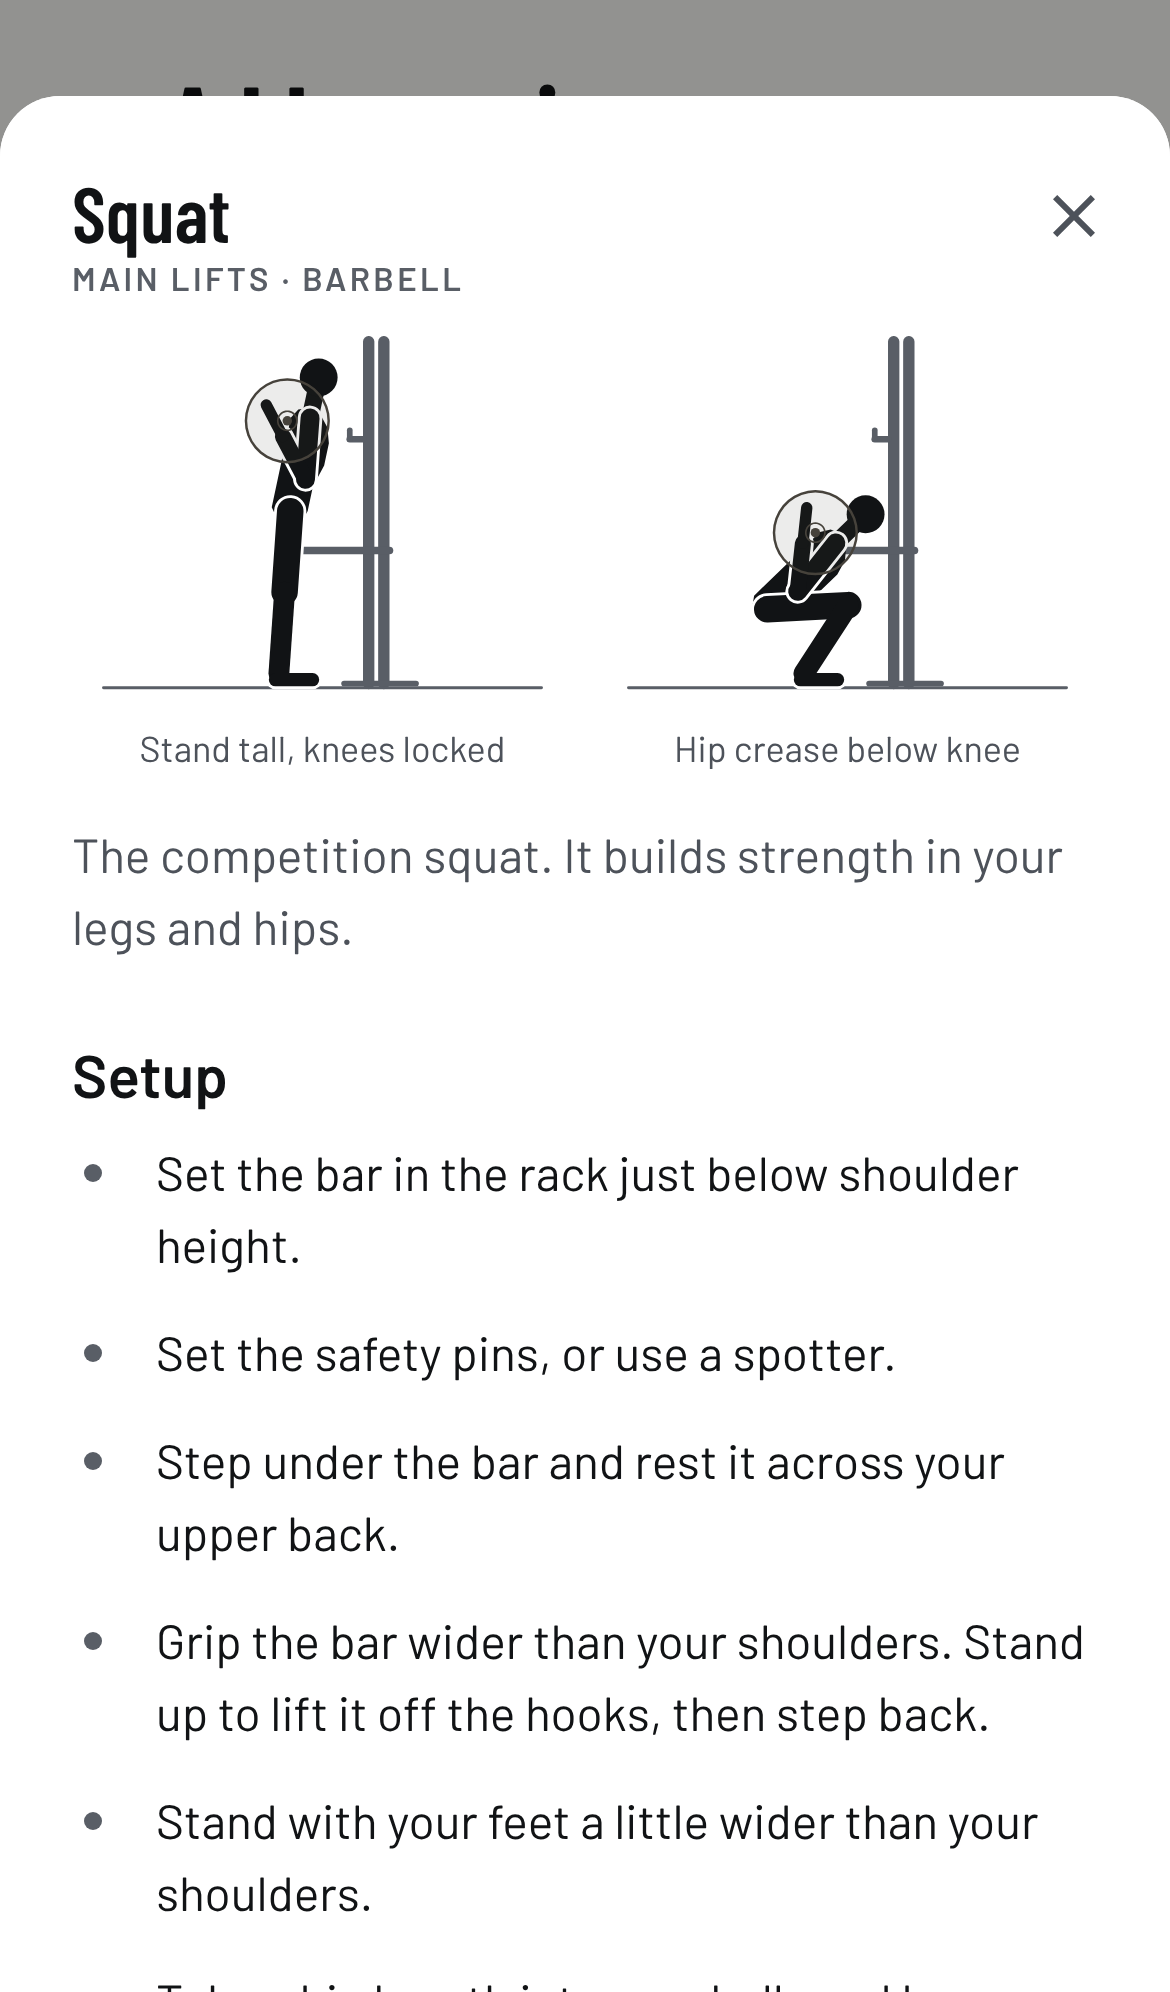 Squat
MAIN LIFTS · BARBELL
Stand tall, knees locked
Hip crease below knee
The competition squat. It builds strength in your
legs and hips.
Setup
Set the bar in the rack just below shoulder
height.
Set the safety pins, or use a spotter.
Step under the bar and rest it across your
upper back.
Grip the bar wider than your shoulders. Stand
up to lift it off the hooks, then step back.
Stand with your feet a little wider than your
shoulders.